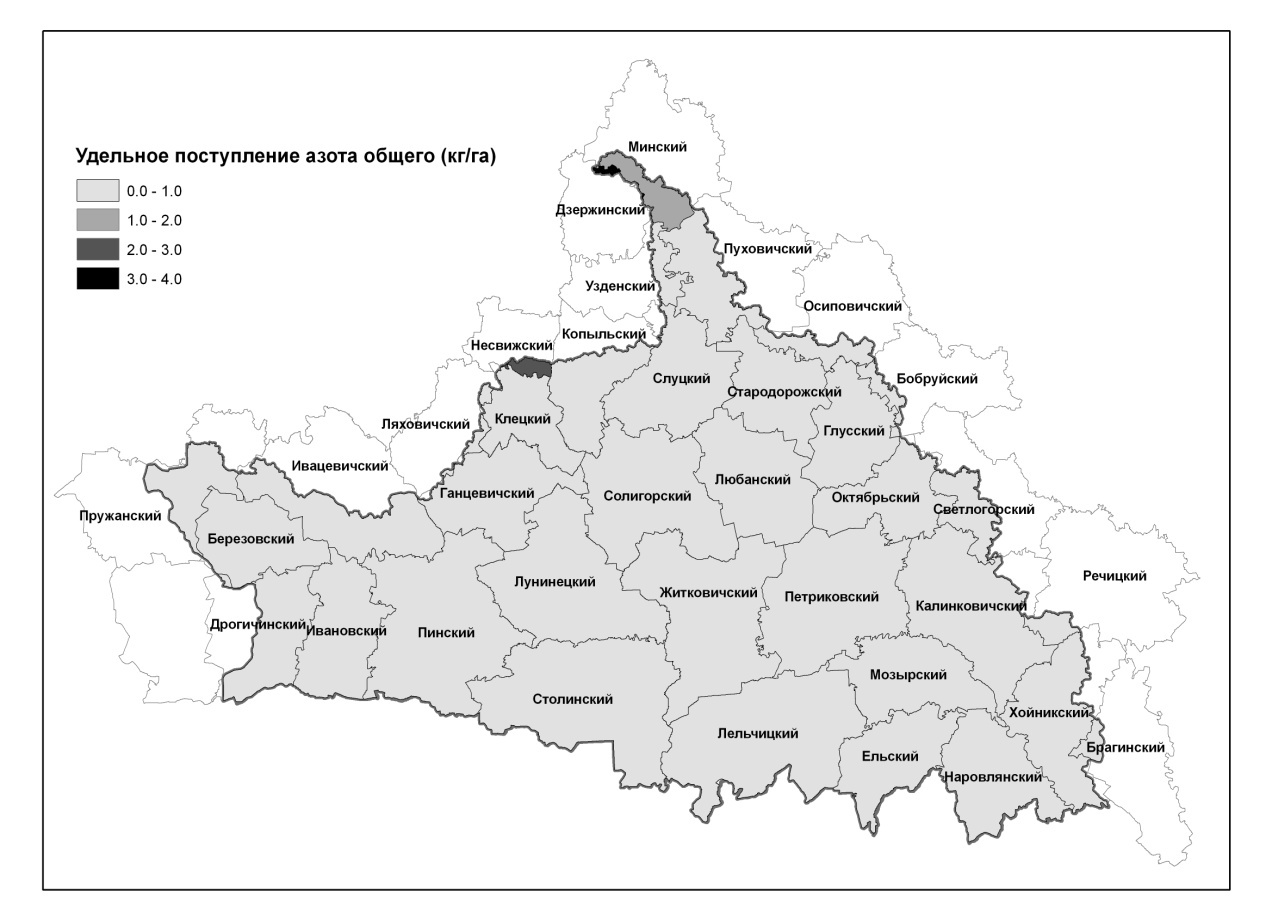 Минский
Удельное поступление азота общего (кг/га)
0.0 - 1.0
1.0 - 2.0
2.0 - 3.0
3.0 - 4.0
Дзержинский
Пуховичский
Узденский
Осиповичский
Копыльский
Несвижский
Слуцкий
Бобруйский
Стародорожский
Клецкий
Ляховичский
Глусский
Ивацевичский
Любанский
Ганцевичский
Солигорский
Октябрьский
Светлогорский
Пружанский
Березовский
Речицкий
Лунинецкий
Житковичский
Петриковский
Калинковичский
Дрогичинский
Ивановский
Пинский
Мозырский
Столинский
Хойникский
Лельчицкий
Брагинский
Ельский
Наровлянский